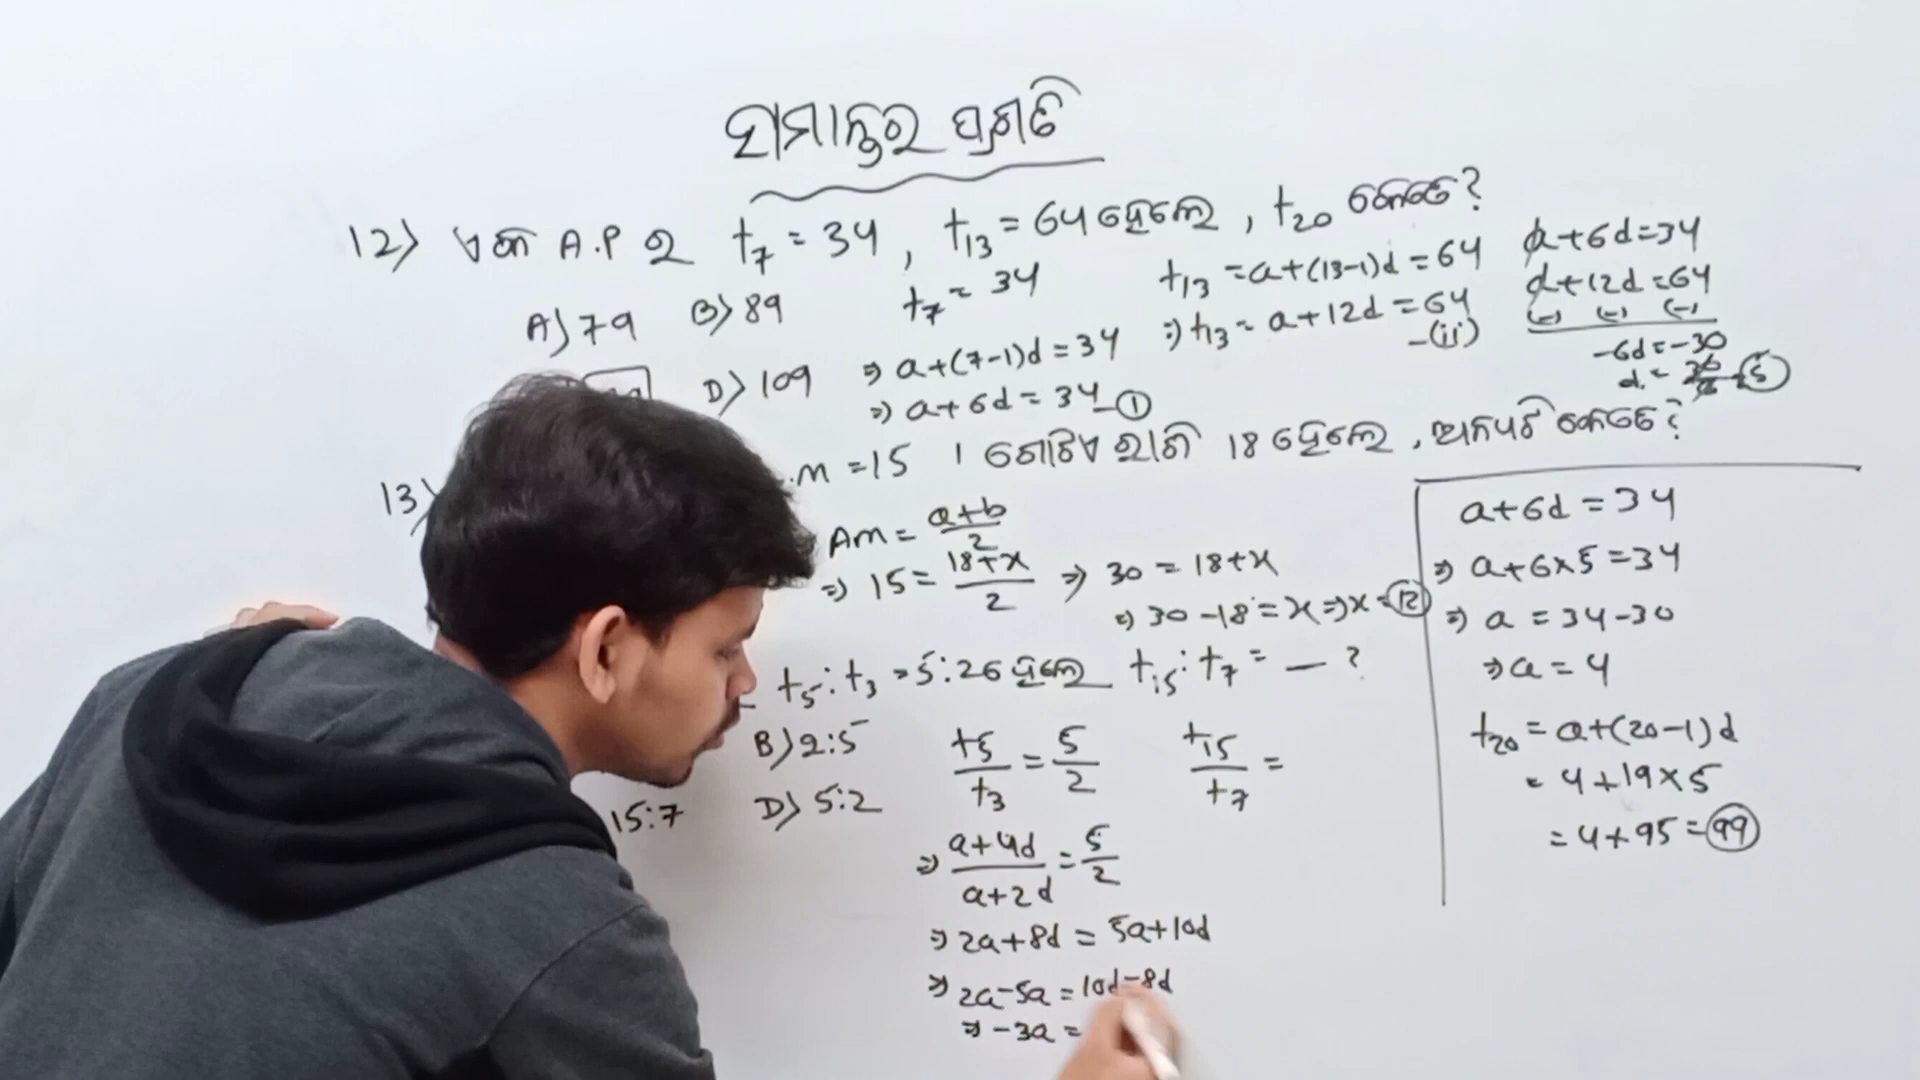 ସମାନ୍ତର ପ୍ରଗତି
12) ଏକ A.P ର t₇ = 34 , t₁₃ = 64 ହେଲେ , t₂₀ କେତେ?
A) 79 B) 89
D) 109
t₇ = 34
⇒ a+(7-1)d = 34
⇒ a+6d = 34 -①
t₁₃ = a+(13-1)d = 64
⇒ t₁₃ = a+12d = 64
-(ii)
a+6d=34
a+12d=64
(-) (-) (-)
-6d=-30
d = 30/6 = 5
13) .M =15 । ଗୋଟିଏ ରାଶି 18 ହେଲେ , ଅନ୍ୟଟି କେତେ?
Am = a+b/2
⇒ 15 = 18+x/2 ⇒ 30 = 18+x
⇒ 30-18 = x ⇒ x = 12
t₅:t₃ = 5:2 ହେଲେ t₁₅:t₇ = — ?
B) 2:5
15:7 D) 5:2
t₅/t₃ = 5/2 t₁₅/t₇ =
⇒ a+4d/a+2d = 5/2
⇒ 2a+8d = 5a+10d
⇒ 2a-5a = 10d-8d
⇒ -3a =
a+6d = 34
⇒ a+6×5 = 34
⇒ a = 34-30
⇒ a = 4
t₂₀ = a+(20-1)d
= 4+19×5
= 4+95 = 99